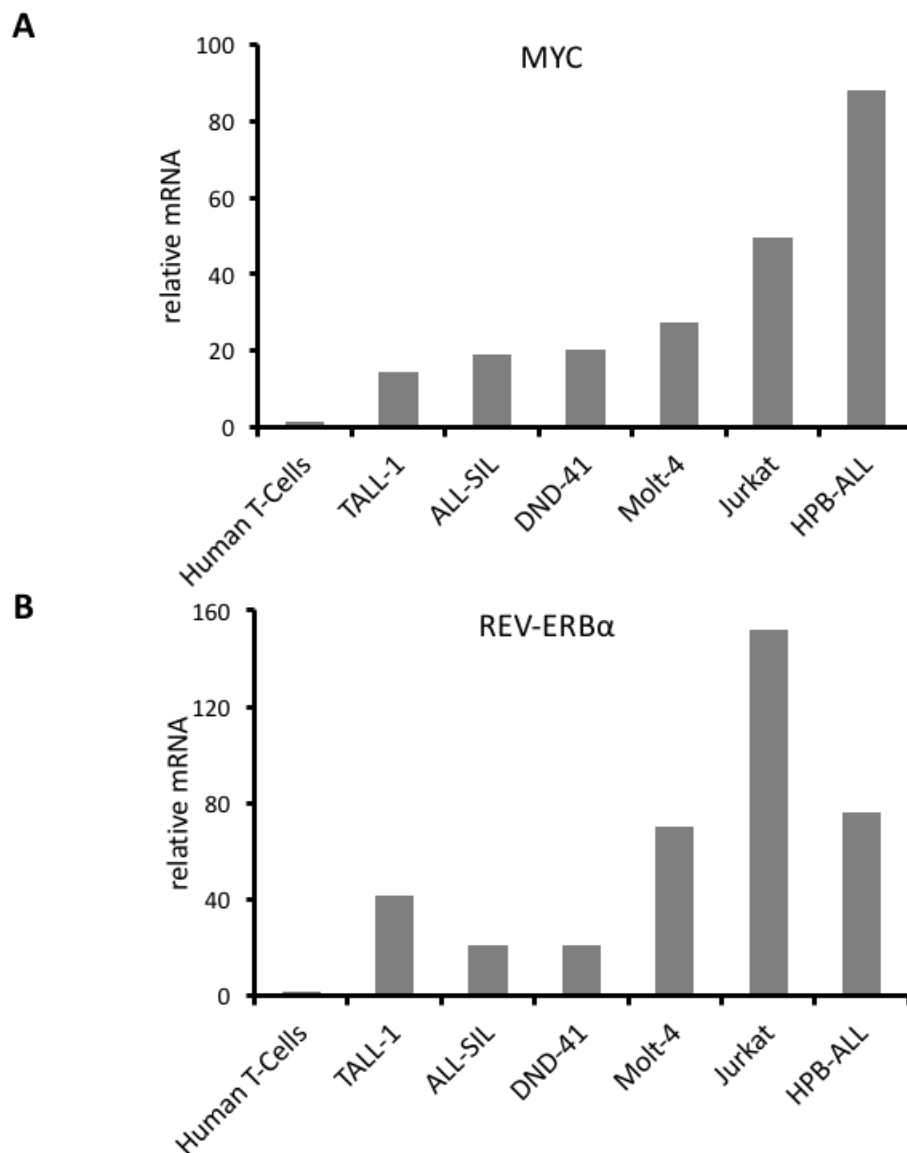 A
MYC
relative mRNA
100
80
60
40
20
0
Human T-Cells
TALL-1
ALL-SIL
DND-41
Molt-4
Jurkat
HPB-ALL
B
REV-ERBα
relative mRNA
160
120
80
40
0
Human T-Cells
TALL-1
ALL-SIL
DND-41
Molt-4
Jurkat
HPB-ALL